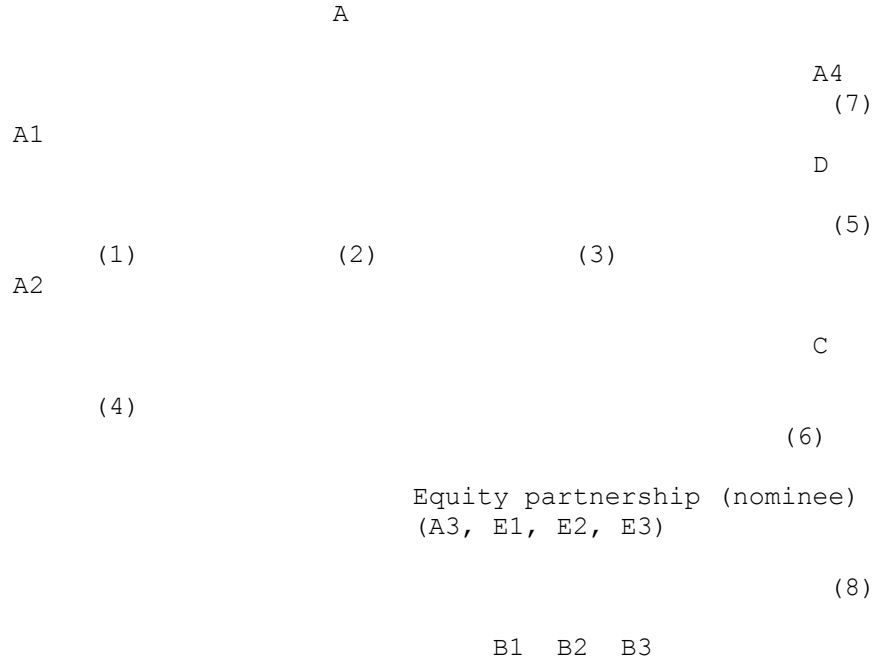 A
A4
(7)
A1
D
(5)
(1) (2) (3)
A2
C
(4)
(6)
Equity partnership (nominee)
(A3, E1, E2, E3)
(8)
B1 B2 B3